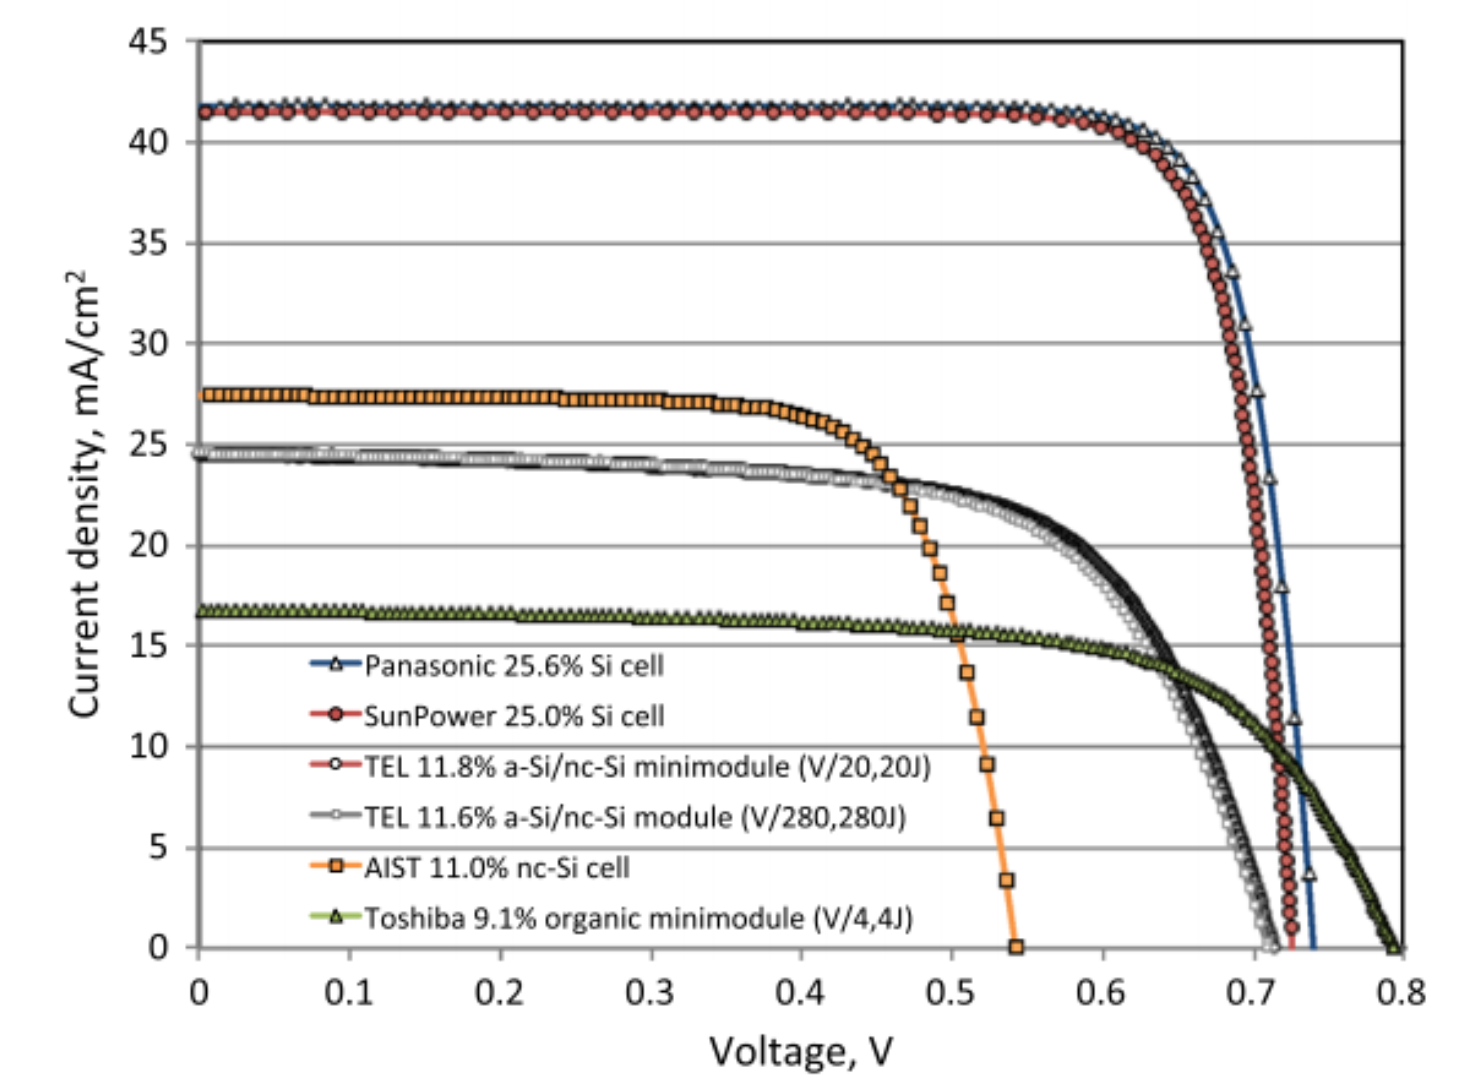 45
40
35
30
25
20
15
10
5
0
Current density, mA/cm²
Panasonic 25.6% Si cell
SunPower 25.0% Si cell
TEL 11.8% a-Si/nc-Si minimodule (V/20,20J)
TEL 11.6% a-Si/nc-Si module (V/280,280J)
AIST 11.0% nc-Si cell
Toshiba 9.1% organic minimodule (V/4,4J)
0 0.1 0.2 0.3 0.4 0.5 0.6 0.7 0.8
Voltage, V